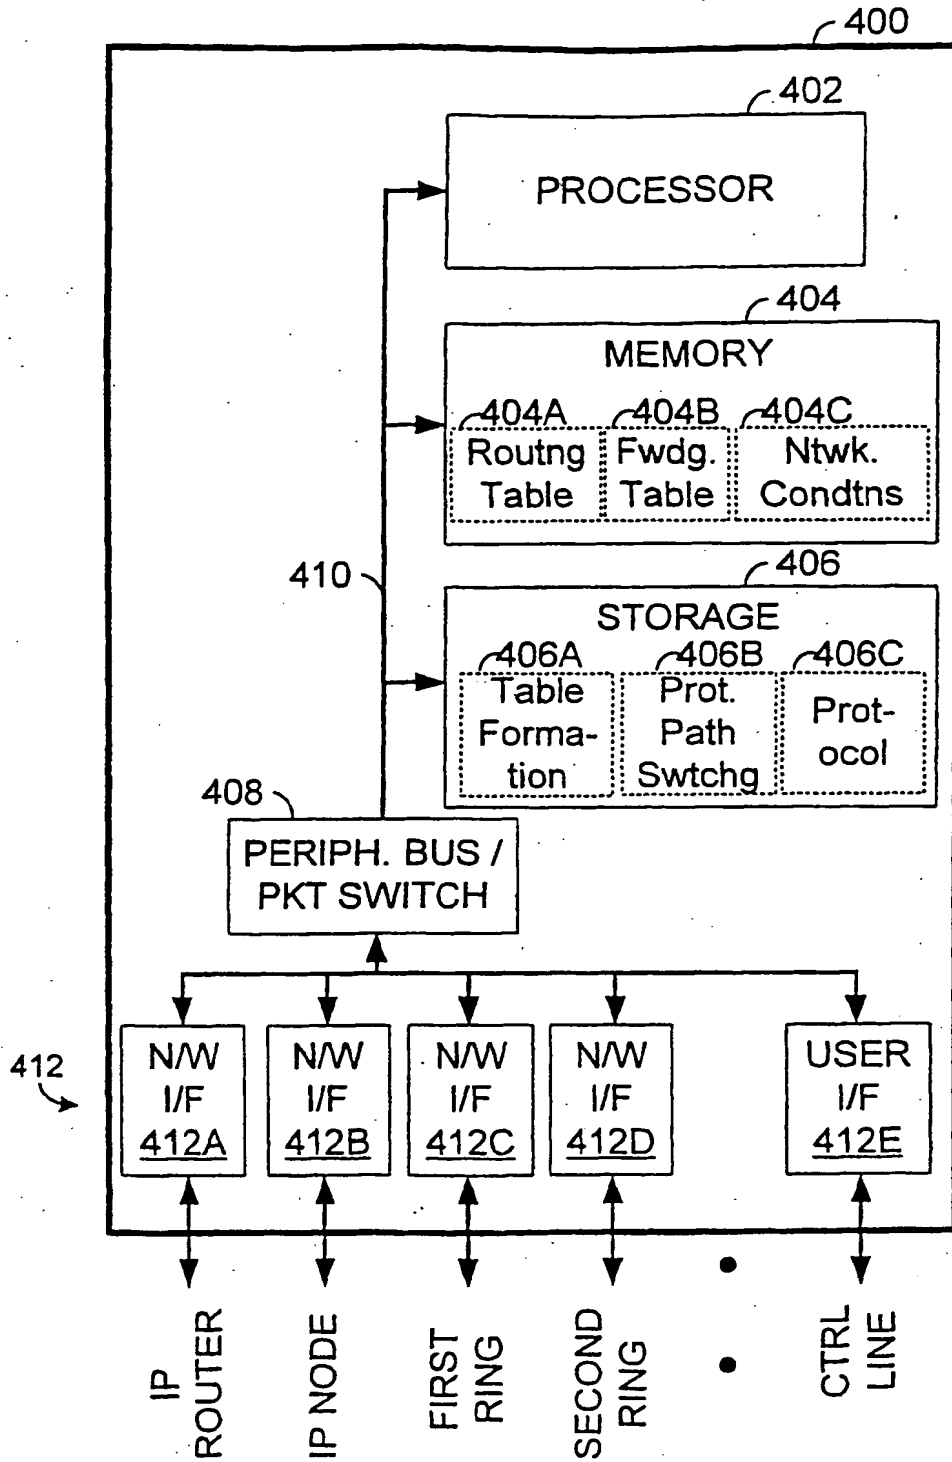 400
402
PROCESSOR
404
MEMORY
404A 404B 404C
Routng Fwdg. Ntwk.
Table Table Condtns
410
406
STORAGE
406A 406B 406C
Table Prot. Prot-
Forma- Path ocol
tion Swtchg
408
PERIPH. BUS /
PKT SWITCH
412
N/W N/W N/W N/W USER
I/F I/F I/F I/F I/F
412A 412B 412C 412D 412E
IP
ROUTER
IP NODE
FIRST
RING
SECOND
RING
CTRL
LINE